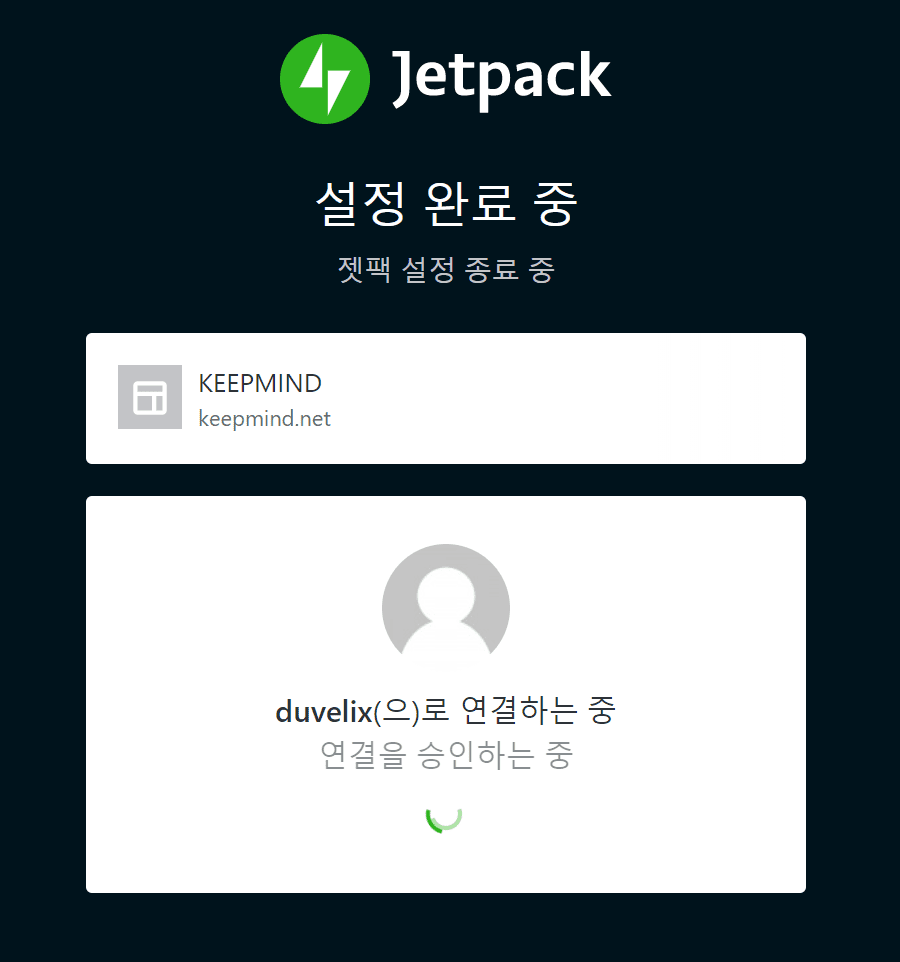 Jetpack
설정 완료 중
젯팩 설정 종료 중
KEEPMIND
keepmind.net
duvelix(으)로 연결하는 중
연결을 승인하는 중